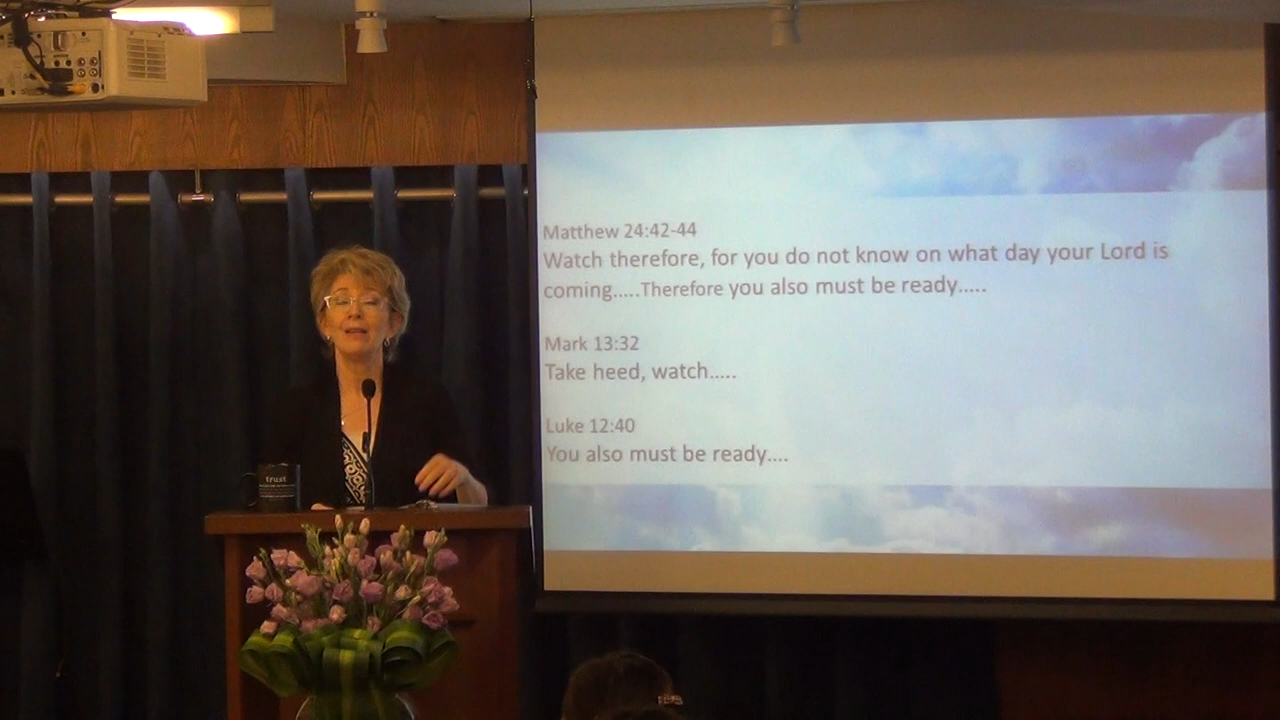 Matthew 24:42-44
Watch therefore, for you do not know on what day your Lord is
coming.....Therefore you also must be ready.....
Mark 13:32
Take heed, watch.....
Luke 12:40
You also must be ready....
trust